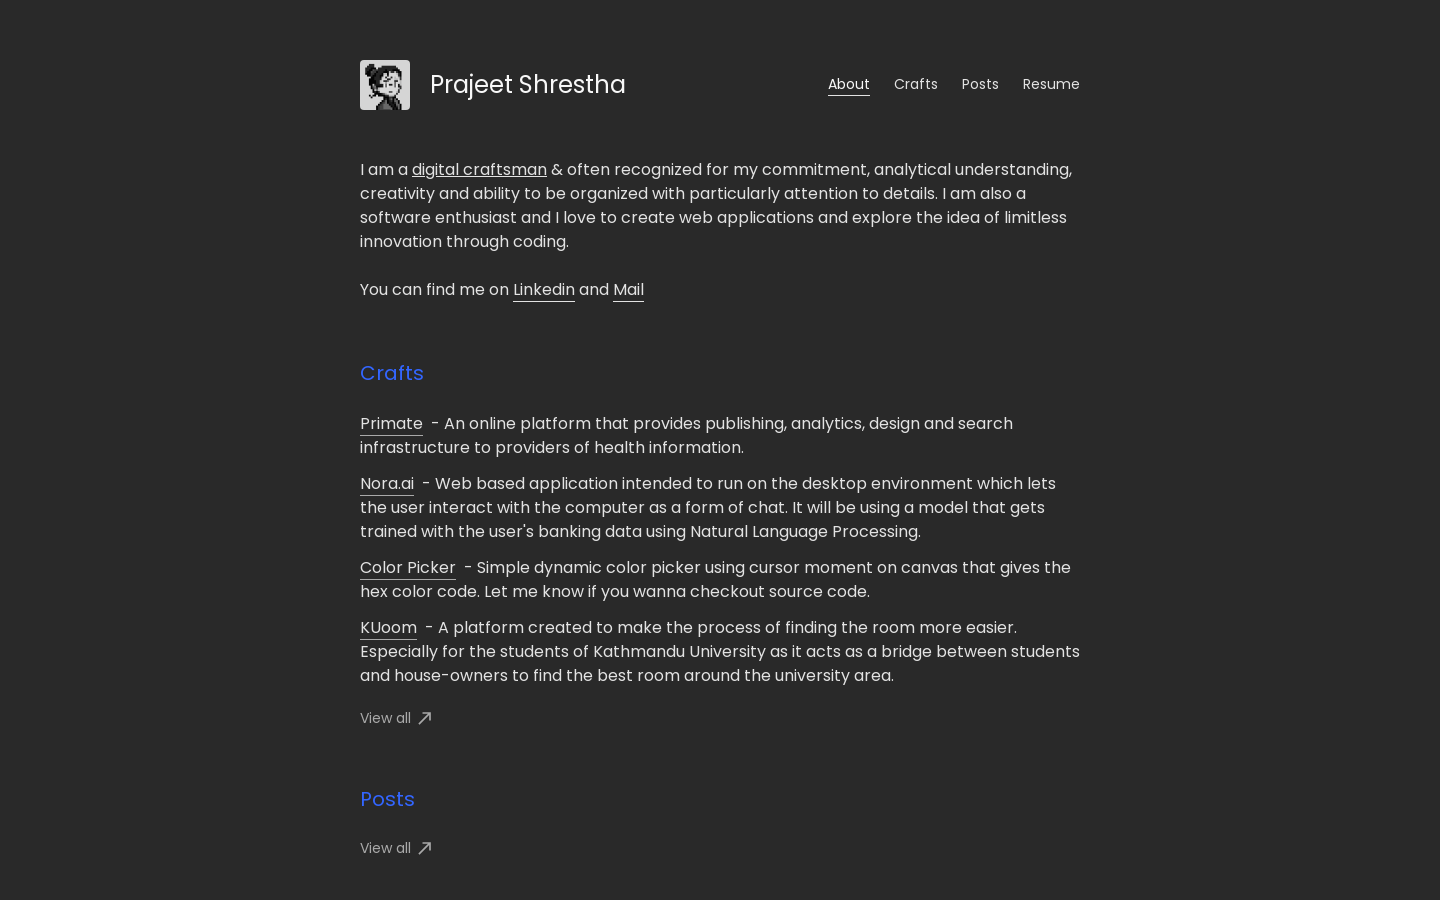 Prajeet Shrestha
About Crafts Posts Resume
I am a digital craftsman & often recognized for my commitment, analytical understanding,
creativity and ability to be organized with particularly attention to details. I am also a
software enthusiast and I love to create web applications and explore the idea of limitless
innovation through coding.
You can find me on Linkedin and Mail
Crafts
Primate - An online platform that provides publishing, analytics, design and search
infrastructure to providers of health information.
Nora.ai - Web based application intended to run on the desktop environment which lets
the user interact with the computer as a form of chat. It will be using a model that gets
trained with the user's banking data using Natural Language Processing.
Color Picker - Simple dynamic color picker using cursor moment on canvas that gives the
hex color code. Let me know if you wanna checkout source code.
KUoom - A platform created to make the process of finding the room more easier.
Especially for the students of Kathmandu University as it acts as a bridge between students
and house-owners to find the best room around the university area.
View all
Posts
View all